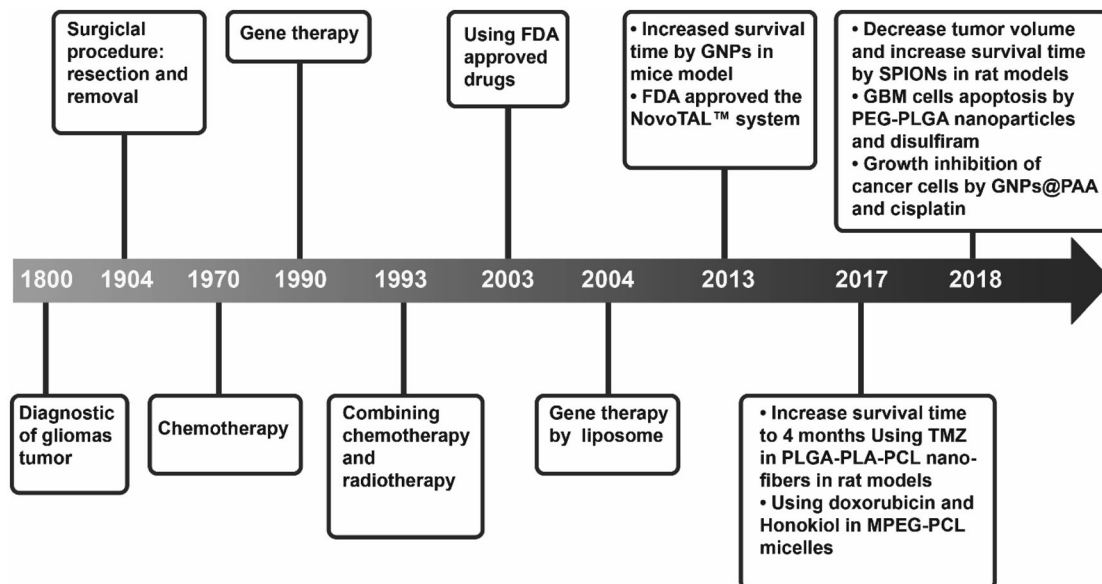 Surgiclal
procedure:
resection and
removal
Gene therapy
Using FDA
approved
drugs
• Increased survival
time by GNPs in
mice model
• FDA approved the
NovoTAL™ system
• Decrease tumor volume
and increase survival time
by SPIONs in rat models
• GBM cells apoptosis by
PEG-PLGA nanoparticles
and disulfiram
• Growth inhibition of
cancer cells by GNPs@PAA
and cisplatin
1800 1904 1970 1990 1993 2003 2004 2013 2017 2018
Diagnostic
of gliomas
tumor
Chemotherapy
Combining
chemotherapy
and
radiotherapy
Gene therapy
by liposome
• Increase survival time
to 4 months Using TMZ
in PLGA-PLA-PCL nano-
fibers in rat models
• Using doxorubicin and
Honokiol in MPEG-PCL
micelles